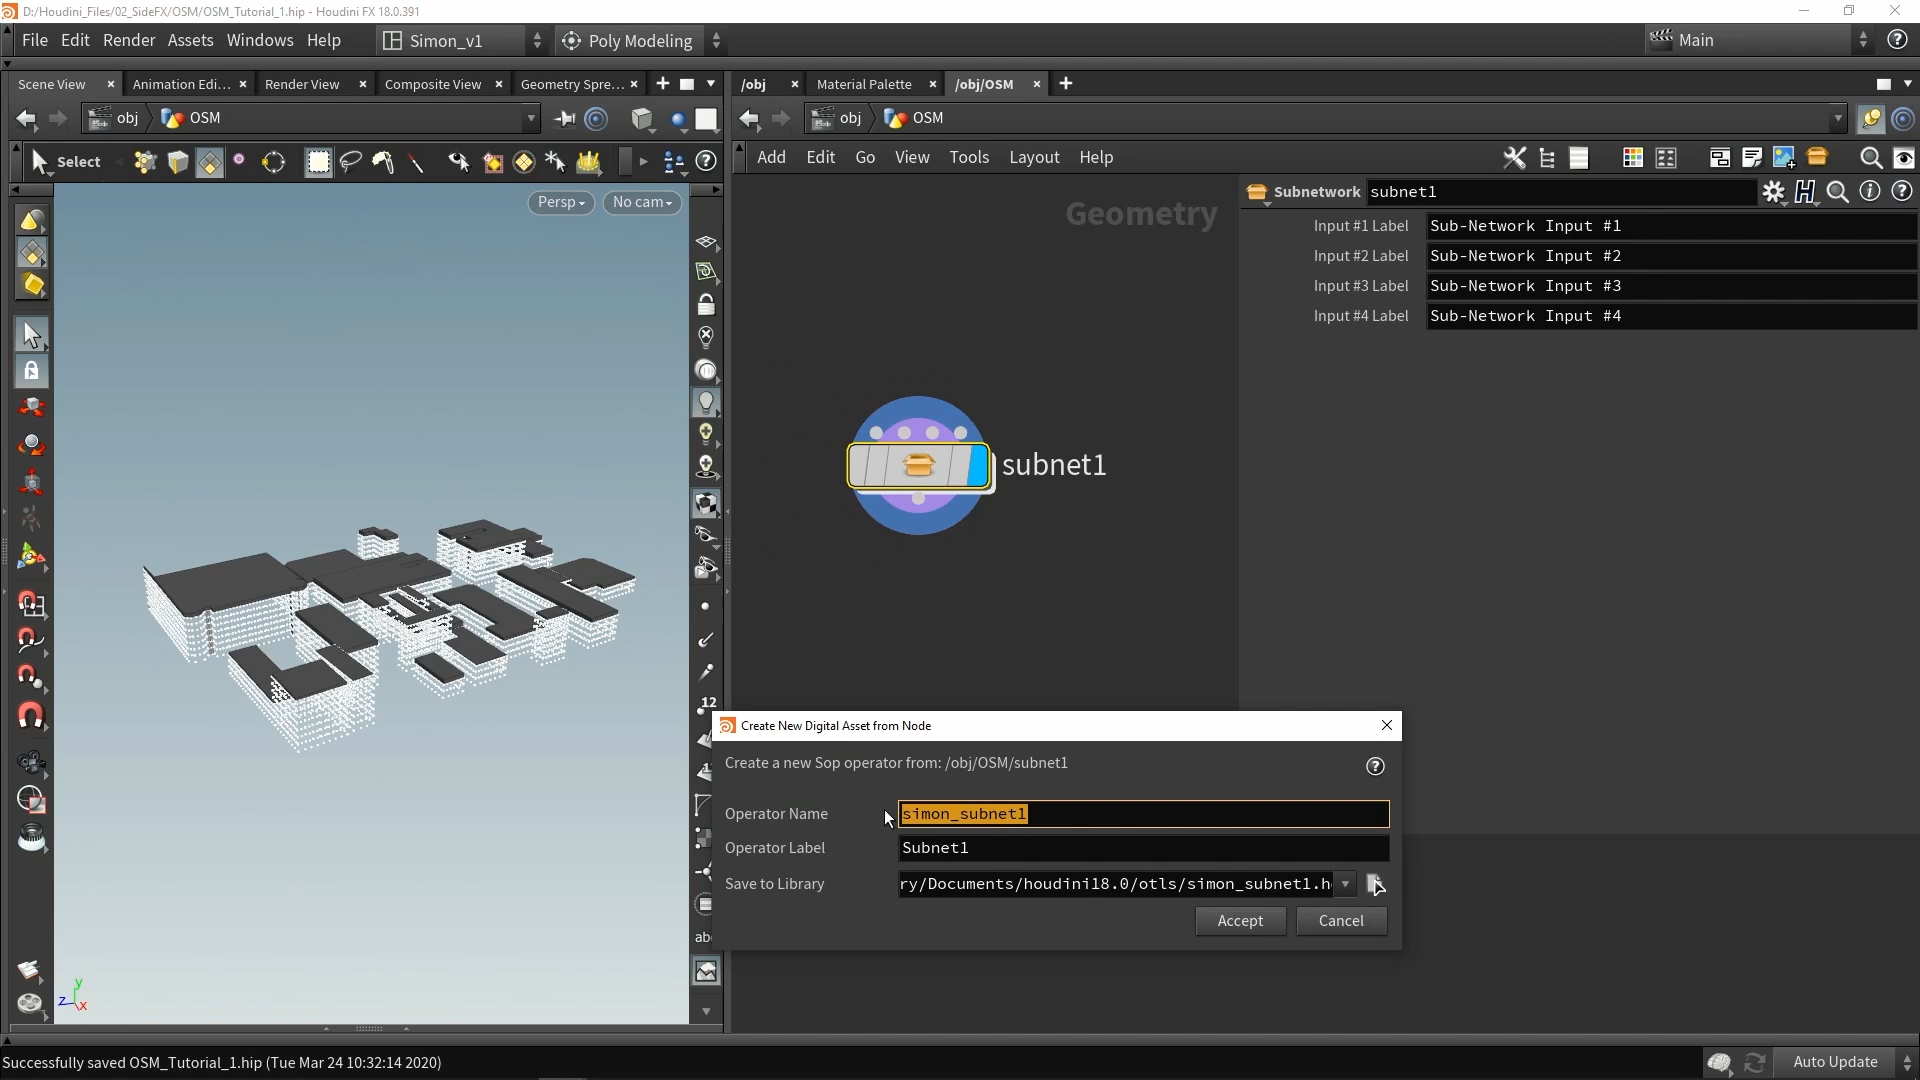 D:/Houdini_Files/02_SideFX/OSM/OSM_Tutorial_1.hip - Houdini FX 18.0.391
File Edit Render Assets Windows Help Simon_v1 Poly Modeling Main
Scene View Animation Edi... Render View Composite View Geometry Spre... /obj Material Palette /obj/OSM
obj OSM obj OSM
Select Add Edit Go View Tools Layout Help
Persp No cam
Geometry
Subnetwork subnet1
Input #1 Label Sub-Network Input #1
Input #2 Label Sub-Network Input #2
Input #3 Label Sub-Network Input #3
Input #4 Label Sub-Network Input #4
subnet1
12
Create New Digital Asset from Node
Create a new Sop operator from: /obj/OSM/subnet1
Operator Name simon_subnet1
Operator Label Subnet1
Save to Library ry/Documents/houdini18.0/otls/simon_subnet1.h
Accept Cancel
ab
y
z x
Successfully saved OSM_Tutorial_1.hip (Tue Mar 24 10:32:14 2020)
Auto Update